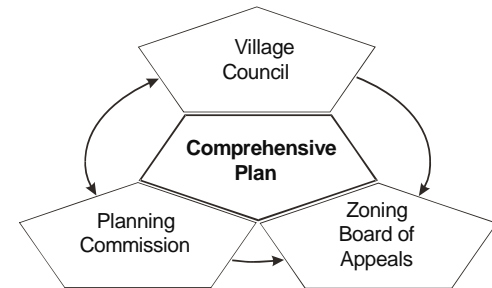 Village
Council
Comprehensive
Plan
Planning
Commission
Zoning
Board of
Appeals